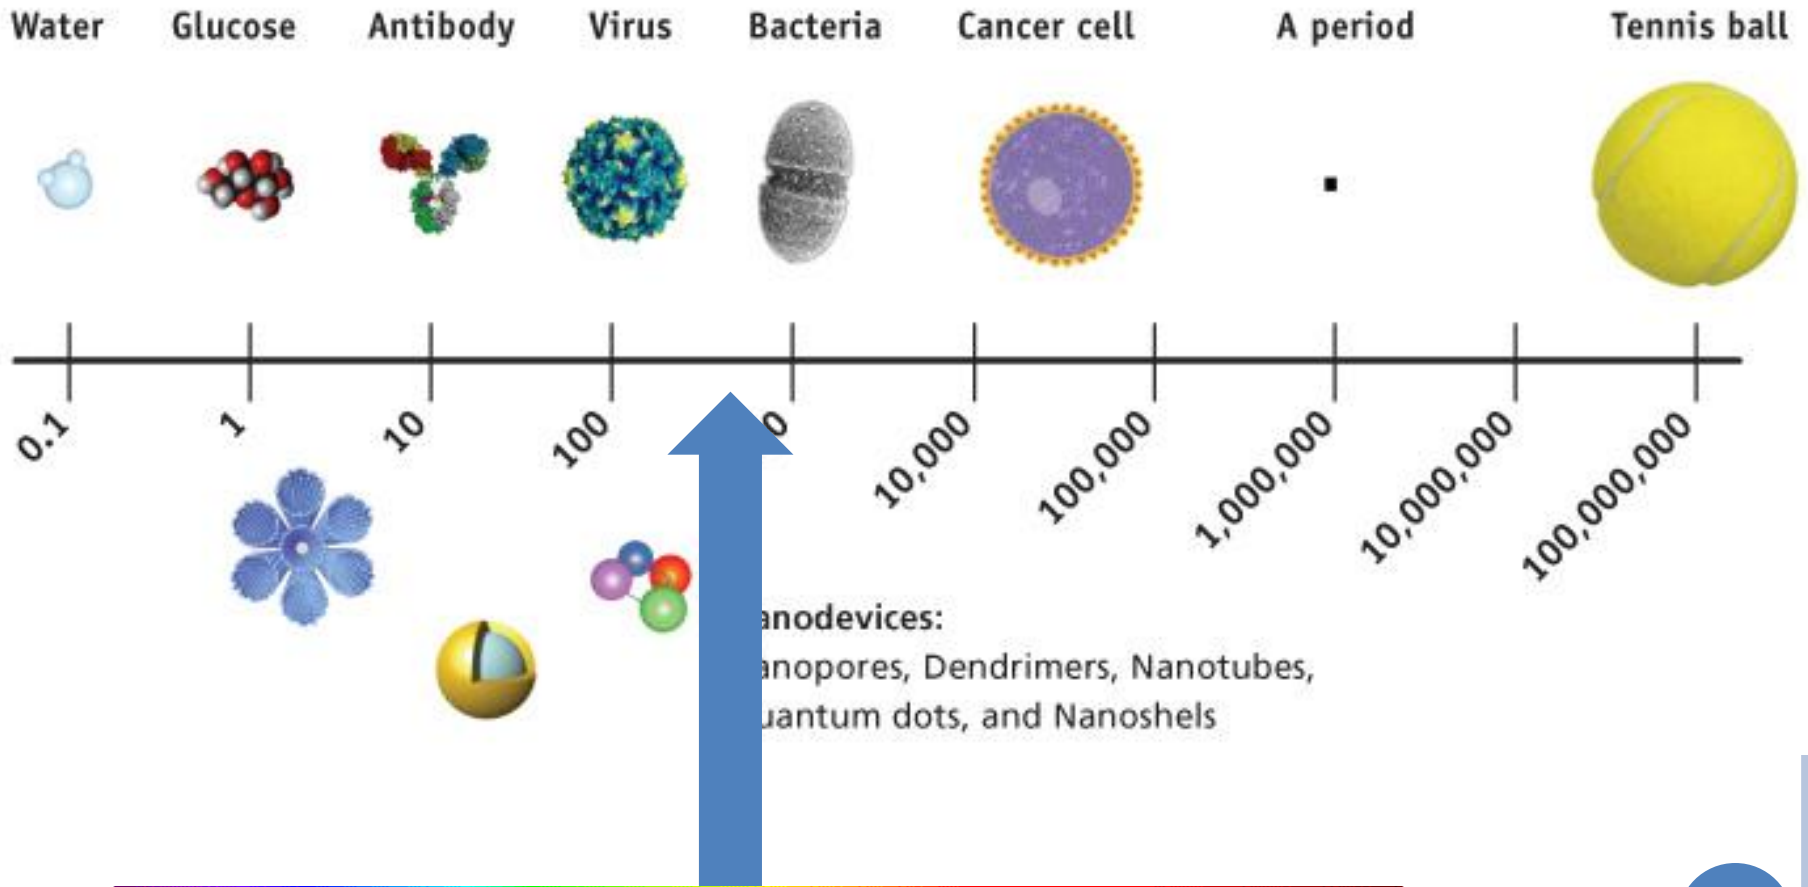 Water Glucose Antibody Virus Bacteria Cancer cell A period Tennis ball
0.1 1 10 100 0 10,000 100,000 1,000,000 10,000,000 100,000,000
anodevices:
anopores, Dendrimers, Nanotubes,
uantum dots, and Nanoshels